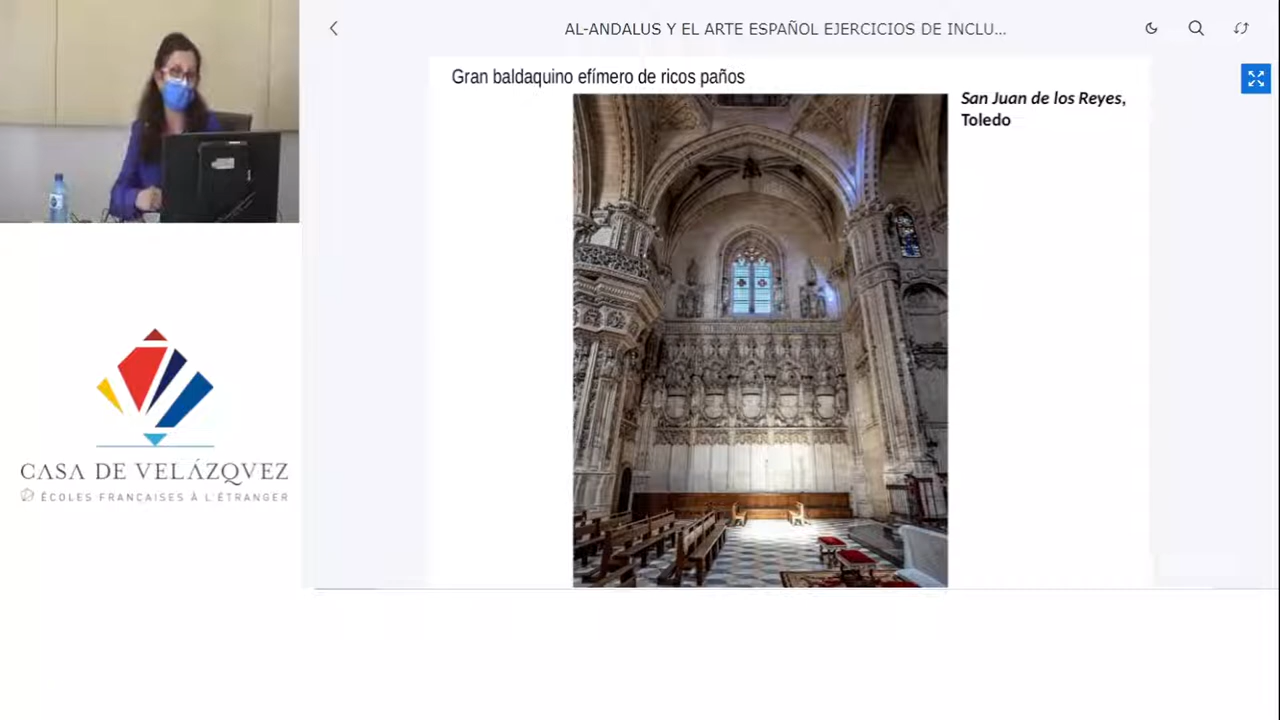 AL-ANDALUS Y EL ARTE ESPAÑOL EJERCICIOS DE INCLU...
Gran baldaquino efímero de ricos paños
San Juan de los Reyes,
Toledo
CASA DE VELÁZQVEZ
ÉCOLES FRANÇAISES À L'ÉTRANGER